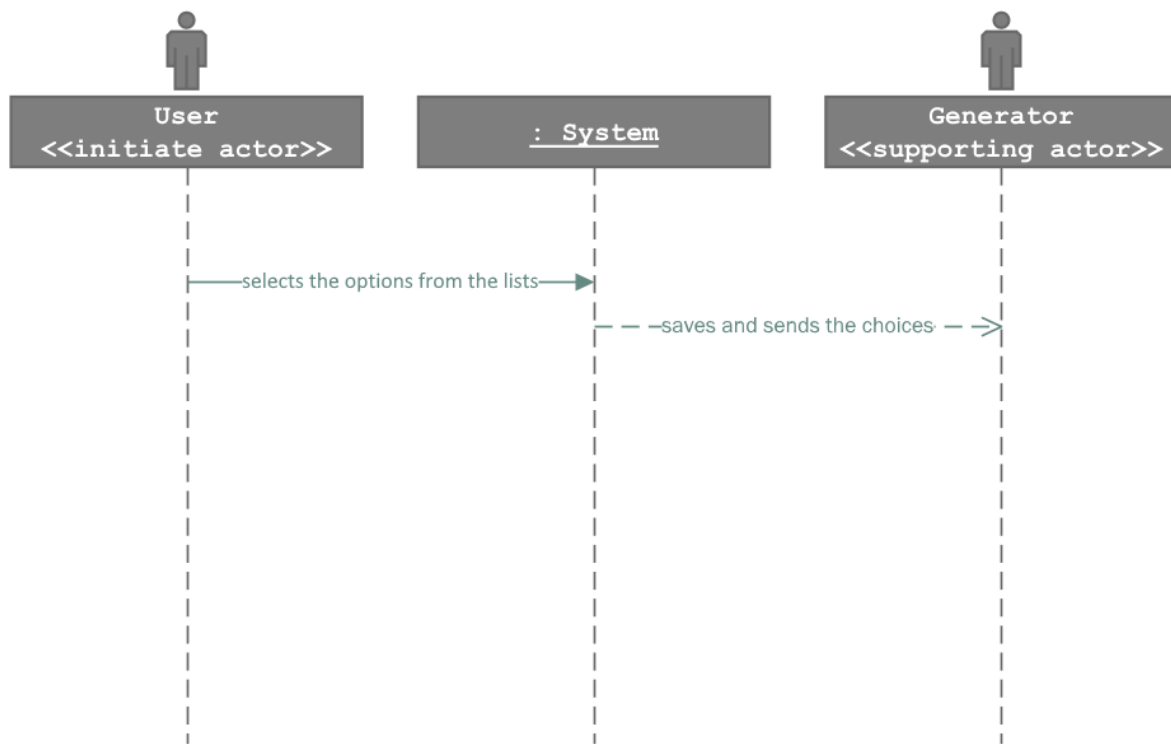 User
<<initiate actor>>
: System
Generator
<<supporting actor>>
selects the options from the lists
saves and sends the choices